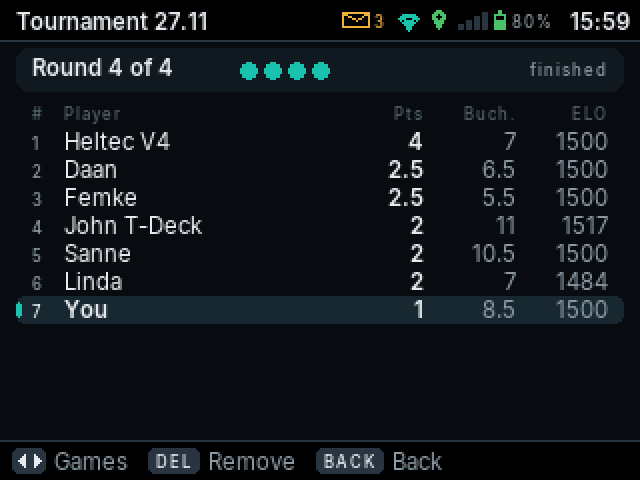 Tournament 27.11 3 80% 15:59
Round 4 of 4 finished
# Player Pts Buch. ELO
1 Heltec V4 4 7 1500
2 Daan 2.5 6.5 1500
3 Femke 2.5 5.5 1500
4 John T-Deck 2 11 1517
5 Sanne 2 10.5 1500
6 Linda 2 7 1484
7 You 1 8.5 1500
Games DEL Remove BACK Back